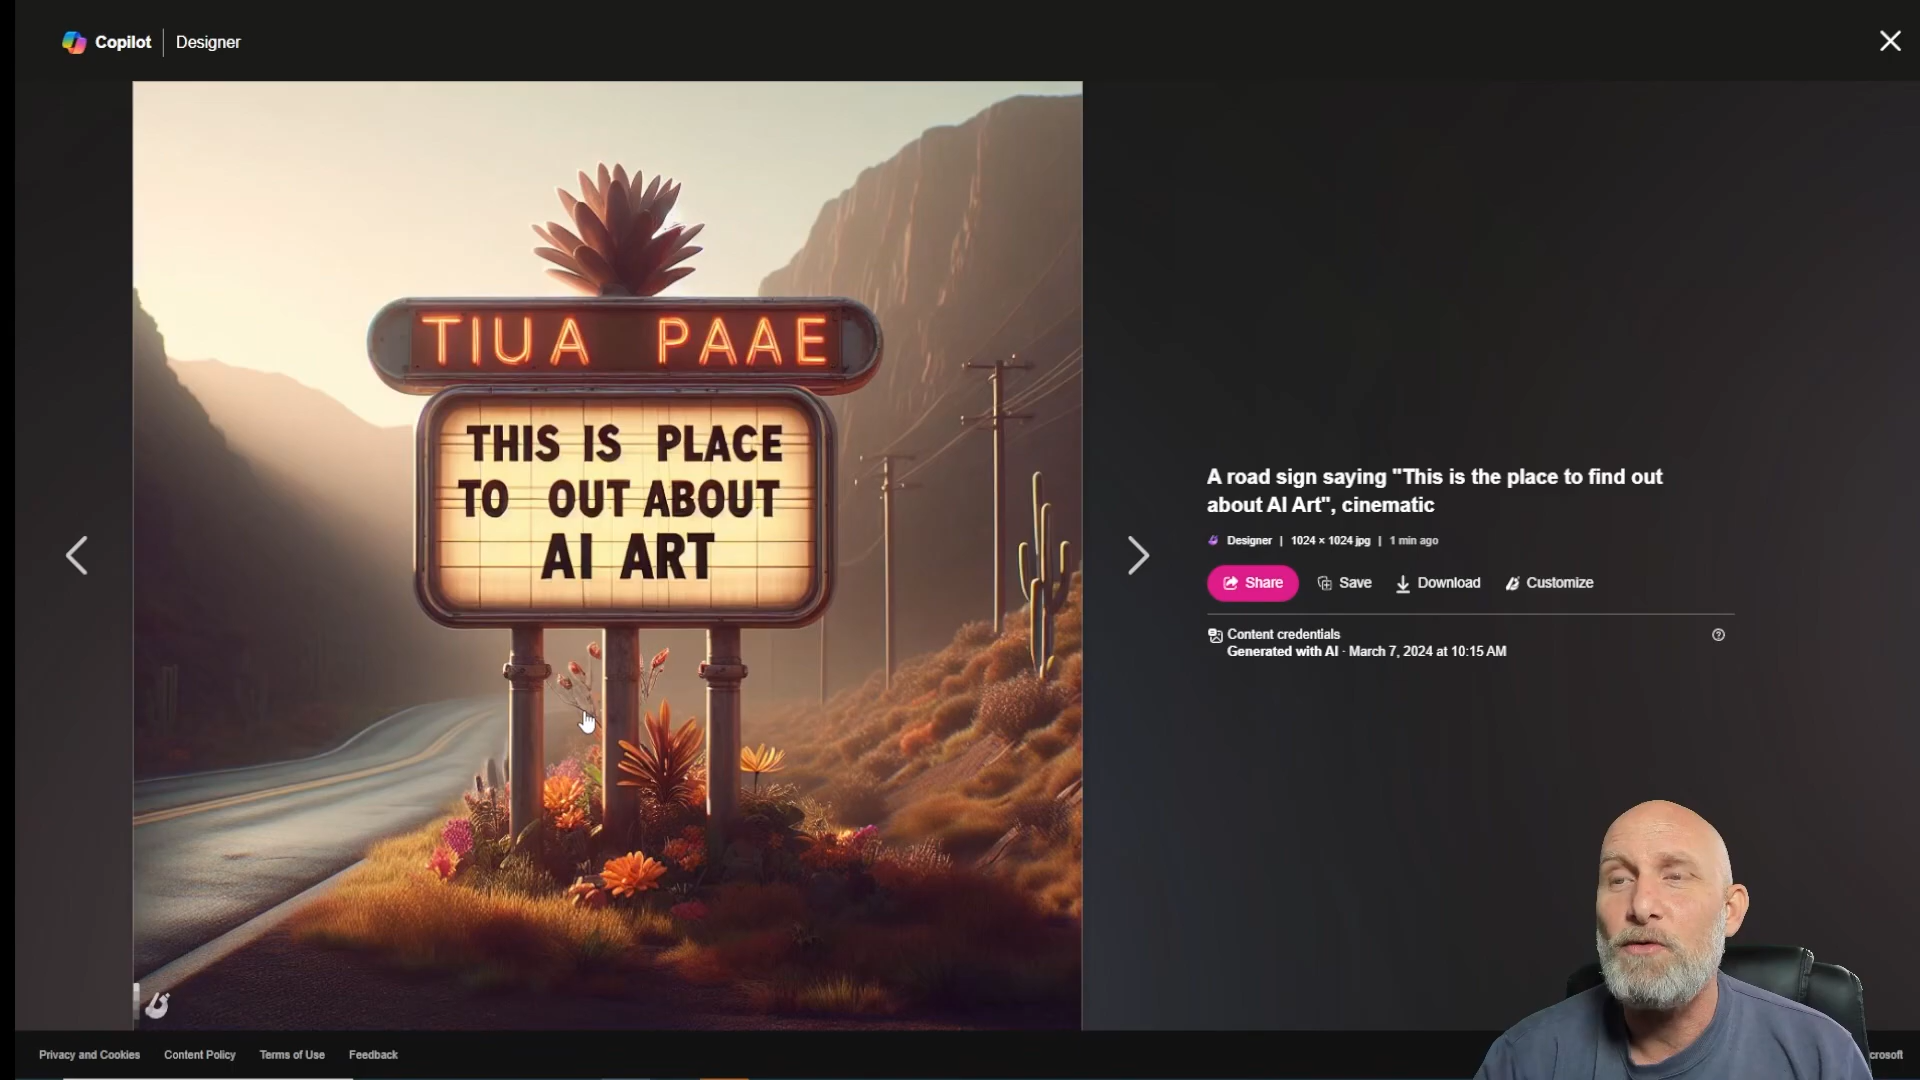 Copilot | Designer
TIUA PAAE
THIS IS PLACE
TO OUT ABOUT
AI ART
A road sign saying "This is the place to find out
about AI Art", cinematic
Designer | 1024 × 1024 jpg | 1 min ago
Share Save Download Customize
Content credentials
Generated with AI · March 7, 2024 at 10:15 AM
Privacy and Cookies Content Policy Terms of Use Feedback
crosoft